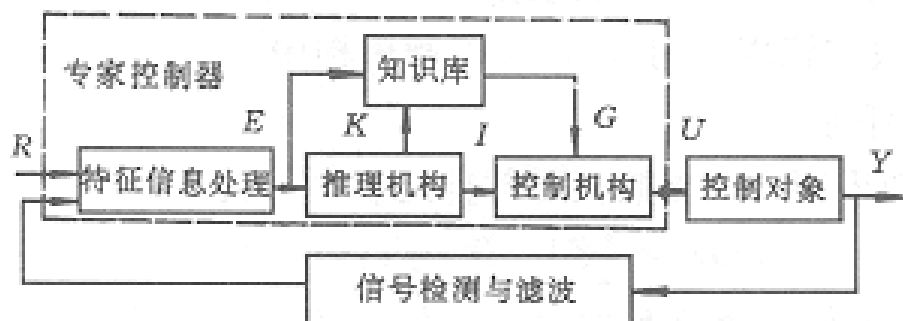 专家控制器
知识库
E
K
I
G
U
R
Y
特征信息处理
推理机构
控制机构
控制对象
信号检测与滤波